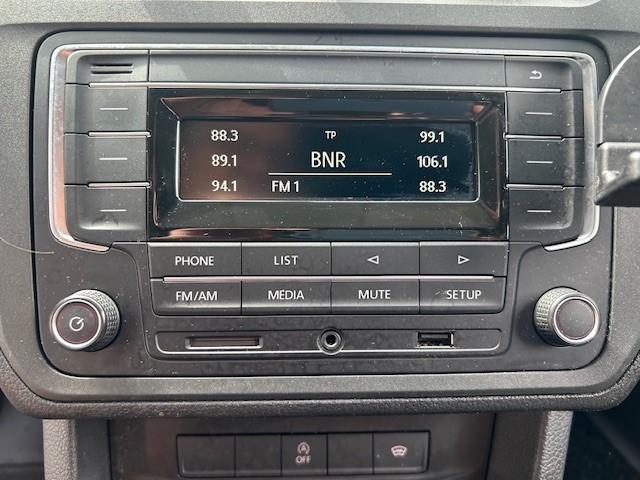 88.3 TP 99.1
89.1 BNR 106.1
94.1 FM 1 88.3
PHONE LIST
FM/AM MEDIA MUTE SETUP
A OFF